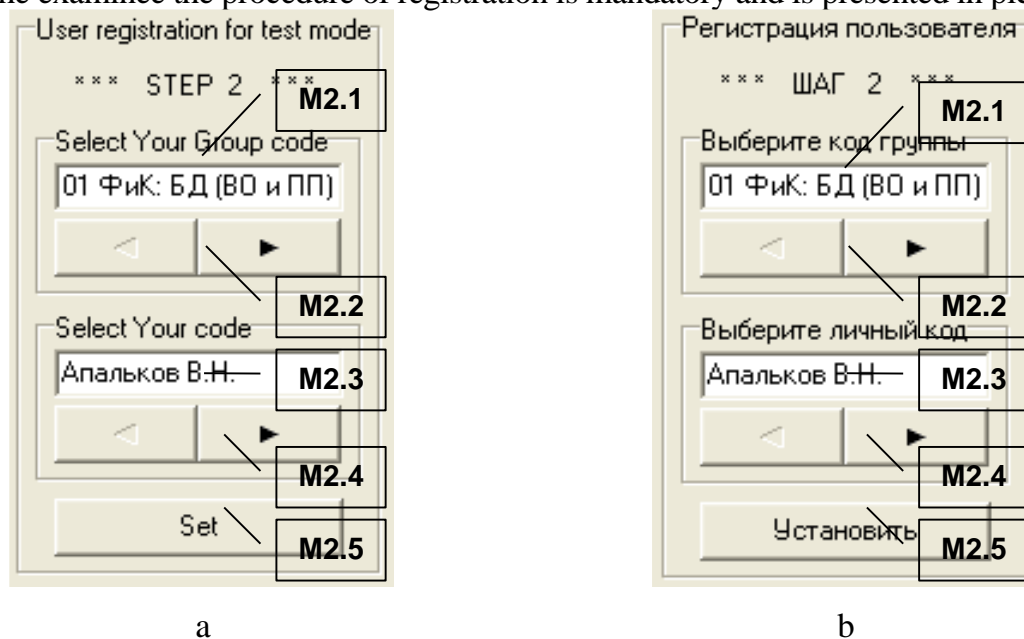 ne examinee the procedure of registration is mandatory and is presented in pic
User registration for test mode
*** STEP 2 ***
M2.1
Select Your Group code
01 ФиК: БД (ВО и ПП)
M2.2
Select Your code
Апальков В.Н.
M2.3
M2.4
Set
M2.5
a
Регистрация пользователя
*** ШАГ 2 ***
M2.1
Выберите код группы
01 ФиК: БД (ВО и ПП)
M2.2
Выберите личный код
Апальков В.Н.
M2.3
M2.4
Установить
M2.5
b